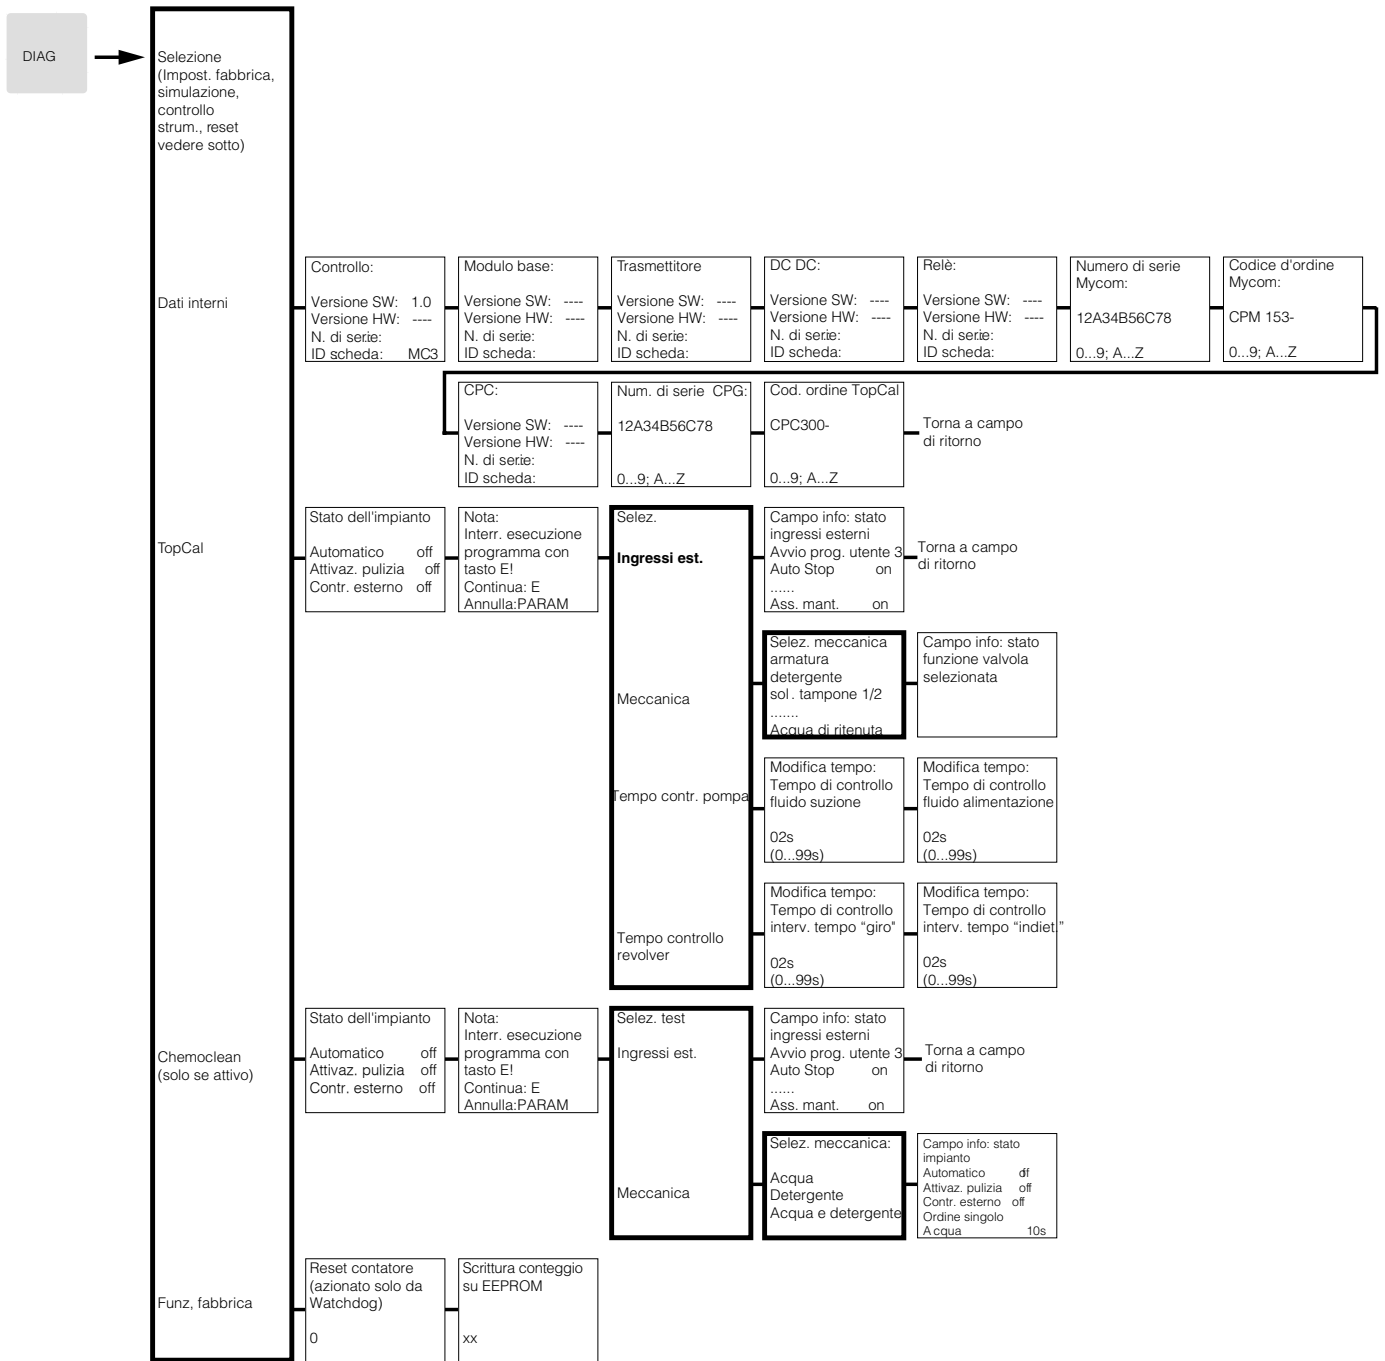 DIAG
Selezione
(Impost. fabbrica,
simulazione,
controllo
strum., reset
vedere sotto)
Dati interni
Controllo:
Versione SW: 1.0
Versione HW: ----
N. di serie:
ID scheda: MC3
Modulo base:
Versione SW: ----
Versione HW: ----
N. di serie:
ID scheda:
Trasmettitore
Versione SW: ----
Versione HW: ----
N. di serie:
ID scheda:
DC DC:
Versione SW: ----
Versione HW: ----
N. di serie:
ID scheda:
Relè:
Versione SW: ----
Versione HW: ----
N. di serie:
ID scheda:
Numero di serie
Mycom:
12A34B56C78
0...9; A...Z
Codice d'ordine
Mycom:
CPM 153-
0...9; A...Z
CPC:
Versione SW: ----
Versione HW: ----
N. di serie:
ID scheda:
Num. di serie CPG:
12A34B56C78
0...9; A...Z
Cod. ordine TopCal
CPC300-
0...9; A...Z
Torna a campo
di ritorno
TopCal
Stato dell'impianto
Automatico off
Attivaz. pulizia off
Contr. esterno off
Nota:
Interr. esecuzione
programma con
tasto E!
Continua: E
Annulla:PARAM
Selez.
Ingressi est.
Campo info: stato
ingressi esterni
Avvio prog. utente 3
Auto Stop on
......
Ass. mant. on
Torna a campo
di ritorno
Meccanica
Selez. meccanica
armatura
detergente
sol. tampone 1/2
.......
Acqua di ritenuta
Campo info: stato
funzione valvola
selezionata
Tempo contr. pompa
Modifica tempo:
Tempo di controllo
fluido suzione
02s
(0...99s)
Modifica tempo:
Tempo di controllo
fluido alimentazione
02s
(0...99s)
Tempo controllo
revolver
Modifica tempo:
Tempo di controllo
interv. tempo “giro"
02s
(0...99s)
Modifica tempo:
Tempo di controllo
interv. tempo “indiet.”
02s
(0...99s)
Chemoclean
(solo se attivo)
Stato dell'impianto
Automatico off
Attivaz. pulizia off
Contr. esterno off
Nota:
Interr. esecuzione
programma con
tasto E!
Continua: E
Annulla:PARAM
Selez. test
Ingressi est.
Campo info: stato
ingressi esterni
Avvio prog. utente 3
Auto Stop on
......
Ass. mant. on
Torna a campo
di ritorno
Meccanica
Selez. meccanica:
Acqua
Detergente
Acqua e detergente
Campo info: stato
impianto
Automatico off
Attivaz. pulizia off
Contr. esterno off
Ordine singolo
Acqua 10s
Funz, fabbrica
Reset contatore
(azionato solo da
Watchdog)
0
Scrittura conteggio
su EEPROM
xx